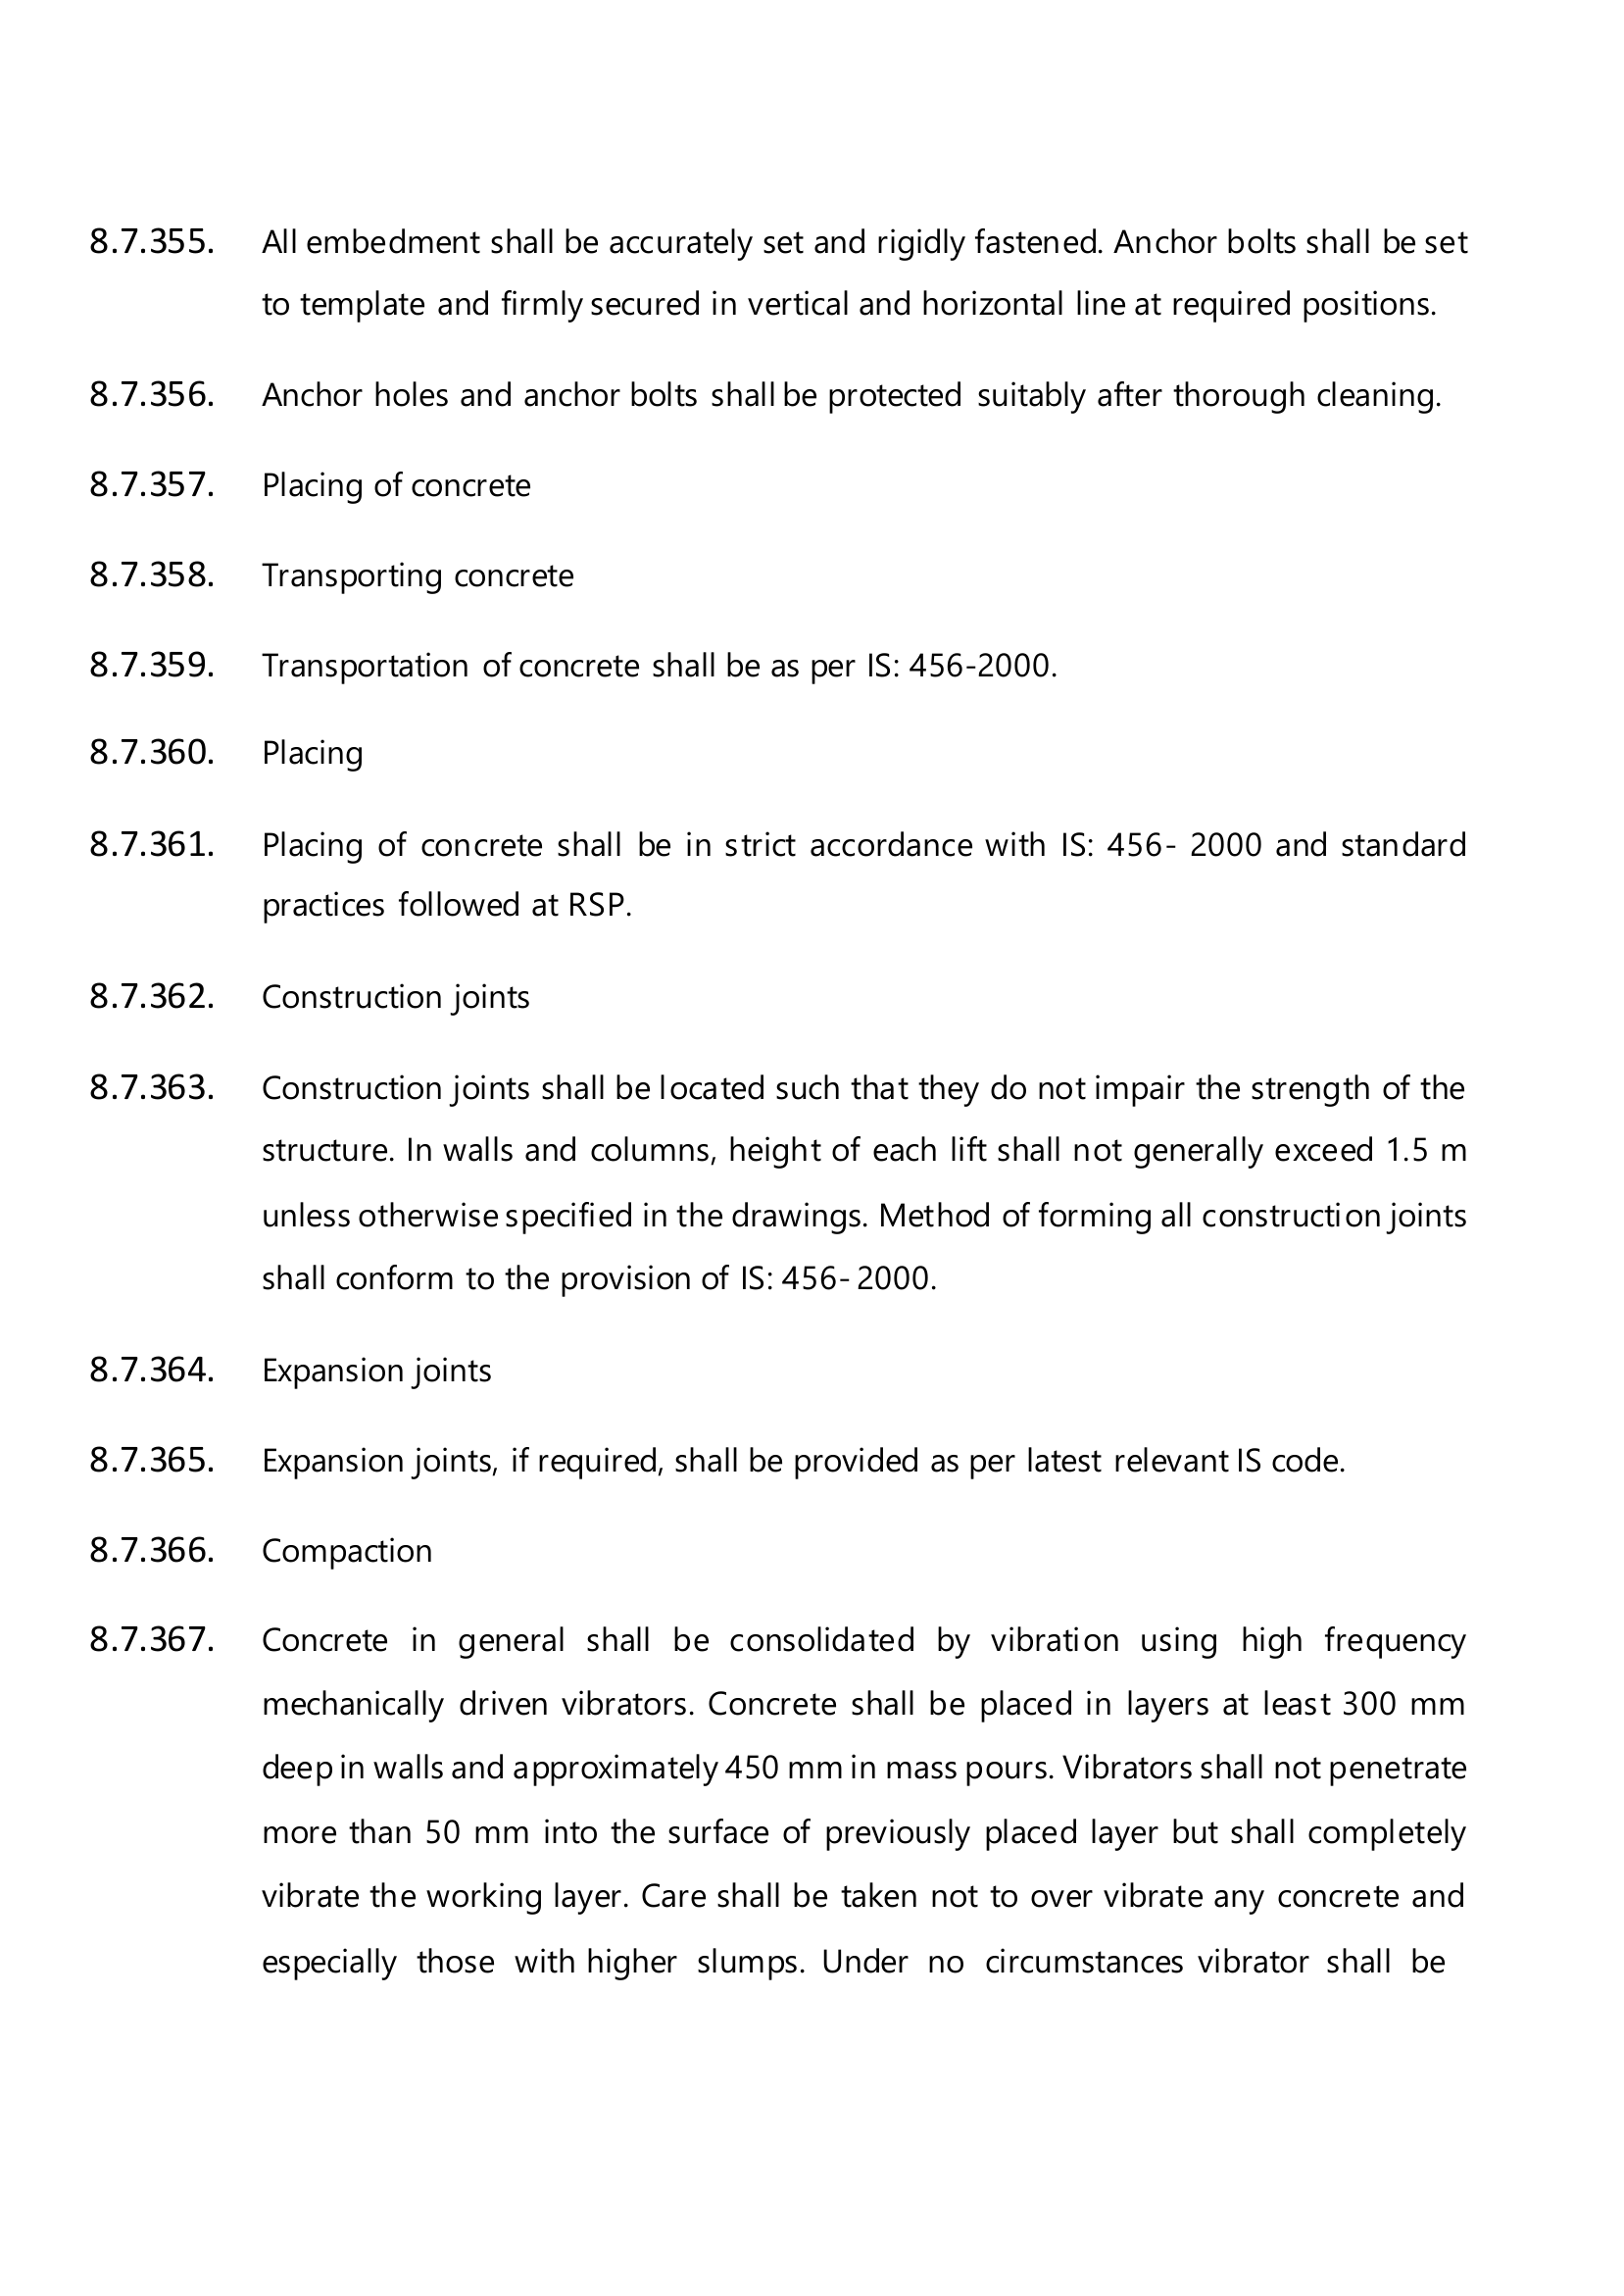 8.7.355. All embedment shall be accurately set and rigidly fastened. Anchor bolts shall be set
to template and firmly secured in vertical and horizontal line at required positions.
8.7.356. Anchor holes and anchor bolts shall be protected suitably after thorough cleaning.
8.7.357. Placing of concrete
8.7.358. Transporting concrete
8.7.359. Transportation of concrete shall be as per IS: 456-2000.
8.7.360. Placing
8.7.361. Placing of concrete shall be in strict accordance with IS: 456- 2000 and standard
practices followed at RSP.
8.7.362. Construction joints
8.7.363. Construction joints shall be located such that they do not impair the strength of the
structure. In walls and columns, height of each lift shall not generally exceed 1.5 m
unless otherwise specified in the drawings. Method of forming all construction joints
shall conform to the provision of IS: 456- 2000.
8.7.364. Expansion joints
8.7.365. Expansion joints, if required, shall be provided as per latest relevant IS code.
8.7.366. Compaction
8.7.367. Concrete in general shall be consolidated by vibration using high frequency
mechanically driven vibrators. Concrete shall be placed in layers at least 300 mm
deep in walls and approximately 450 mm in mass pours. Vibrators shall not penetrate
more than 50 mm into the surface of previously placed layer but shall completely
vibrate the working layer. Care shall be taken not to over vibrate any concrete and
especially those with higher slumps. Under no circumstances vibrator shall be